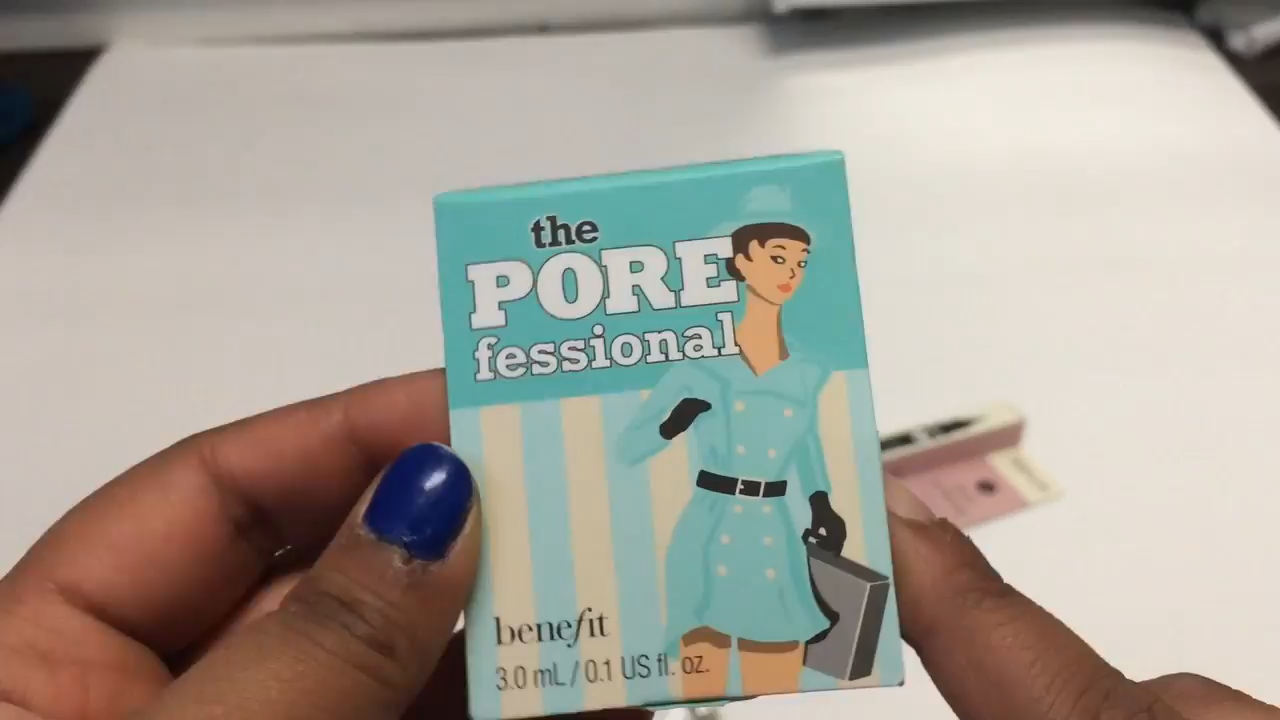 the
PORE
fessional
benefit
3.0 mL / 0.1 US fl. oz.